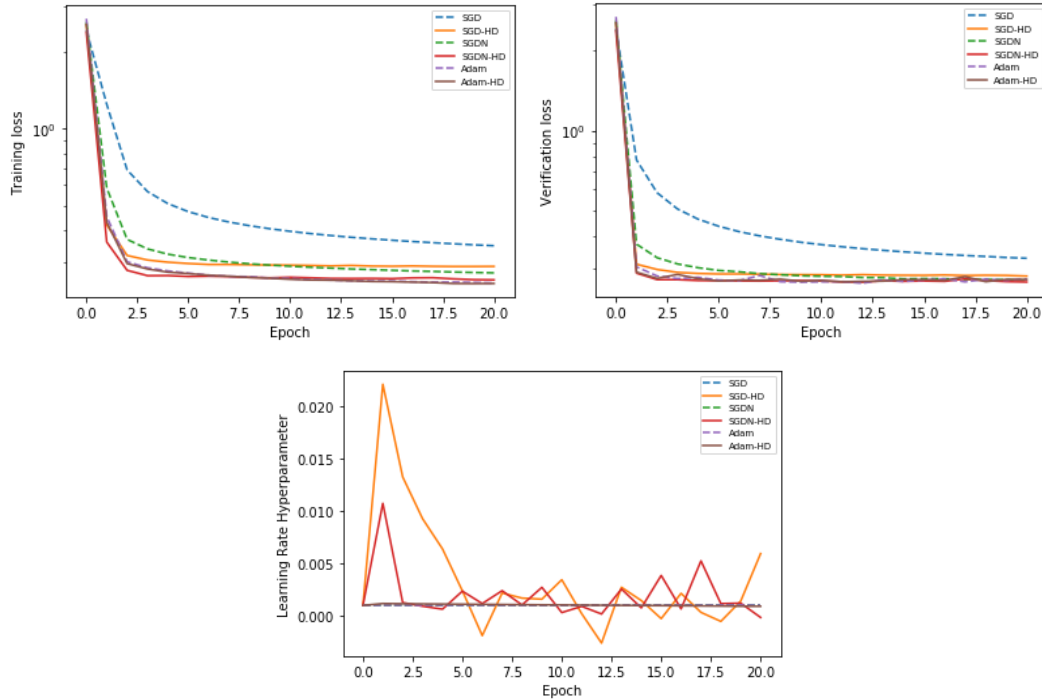 Training loss
10⁰
SGD
SGD-HD
SGDN
SGDN-HD
Adam
Adam-HD
0.0 2.5 5.0 7.5 10.0 12.5 15.0 17.5 20.0
Epoch
Verification loss
10⁰
SGD
SGD-HD
SGDN
SGDN-HD
Adam
Adam-HD
0.0 2.5 5.0 7.5 10.0 12.5 15.0 17.5 20.0
Epoch
Learning Rate Hyperparameter
0.020
0.015
0.010
0.005
0.000
SGD
SGD-HD
SGDN
SGDN-HD
Adam
Adam-HD
0.0 2.5 5.0 7.5 10.0 12.5 15.0 17.5 20.0
Epoch